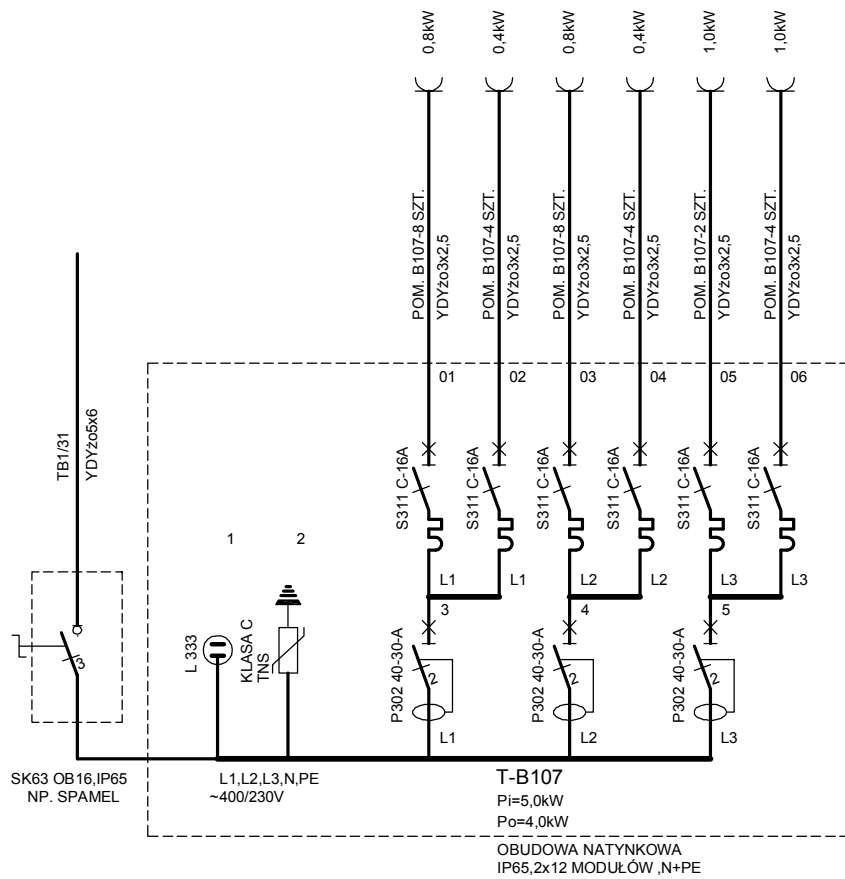 0,8kW
0,4kW
0,8kW
0,4kW
1,0kW
1,0kW
POM. B107-8 SZT.
YDYżo3x2,5
POM. B107-4 SZT.
YDYżo3x2,5
POM. B107-8 SZT.
YDYżo3x2,5
POM. B107-4 SZT.
YDYżo3x2,5
POM. B107-2 SZT.
YDYżo3x2,5
POM. B107-4 SZT.
YDYżo3x2,5
01
02
03
04
05
06
TB1/31
YDYżo5x6
S311 C-16A
S311 C-16A
S311 C-16A
S311 C-16A
S311 C-16A
S311 C-16A
1
2
L1
L1
L2
L2
L3
L3
3
4
5
3
L 333
KLASA C
TNS
P302 40-30-A
2
P302 40-30-A
2
P302 40-30-A
2
L1
L2
L3
SK63 OB16,IP65
NP. SPAMEL
L1,L2,L3,N,PE
~400/230V
T-B107
Pi=5,0kW
Po=4,0kW
OBUDOWA NATYNKOWA
IP65,2x12 MODUŁÓW ,N+PE